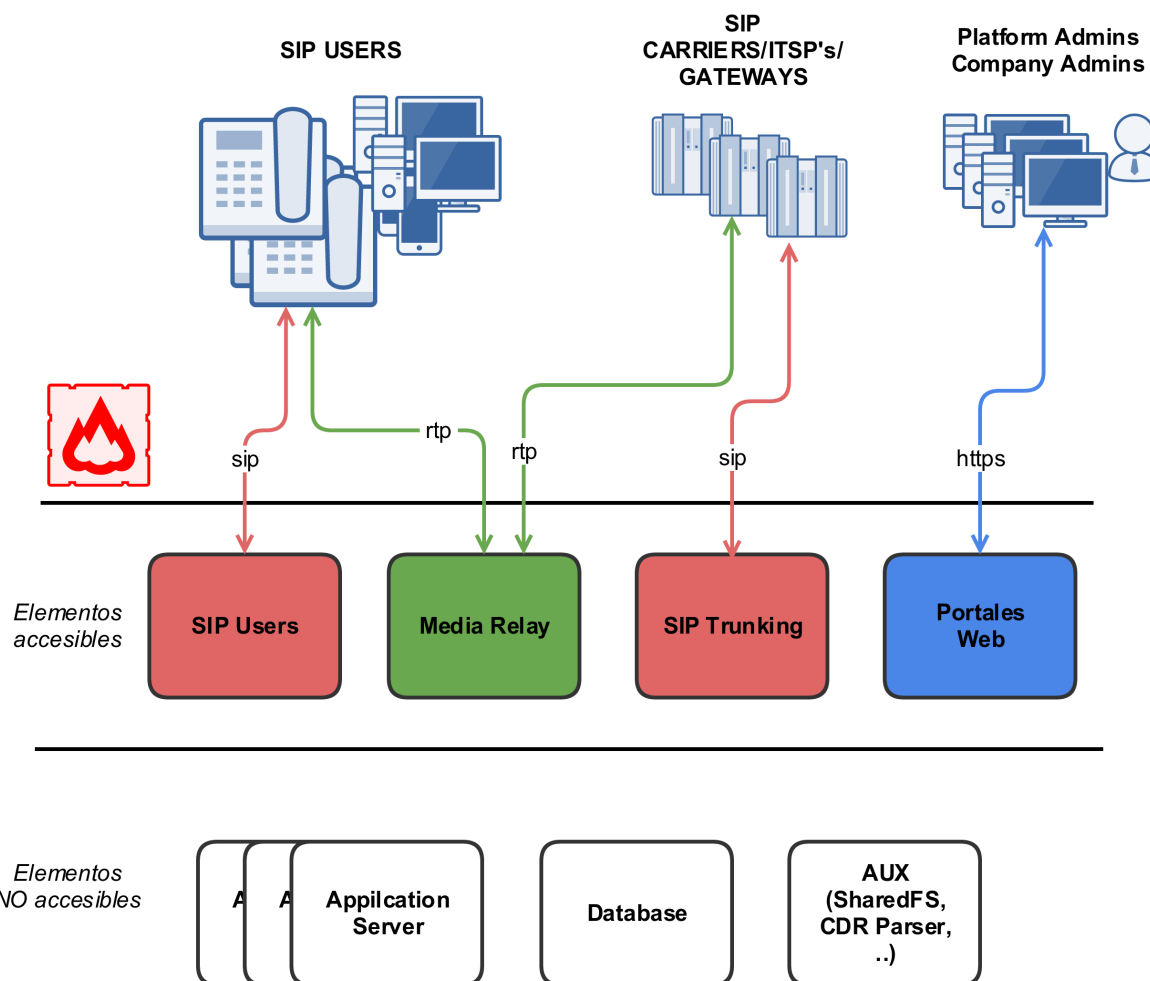 SIP USERS
SIP
CARRIERS/ITSP's/
GATEWAYS
Platform Admins
Company Admins
rtp
rtp
sip
sip
https
Elementos
accesibles
SIP Users
Media Relay
SIP Trunking
Portales
Web
Elementos
NO accesibles
A
A
Appilcation
Server
Database
AUX
(SharedFS,
CDR Parser,
..)